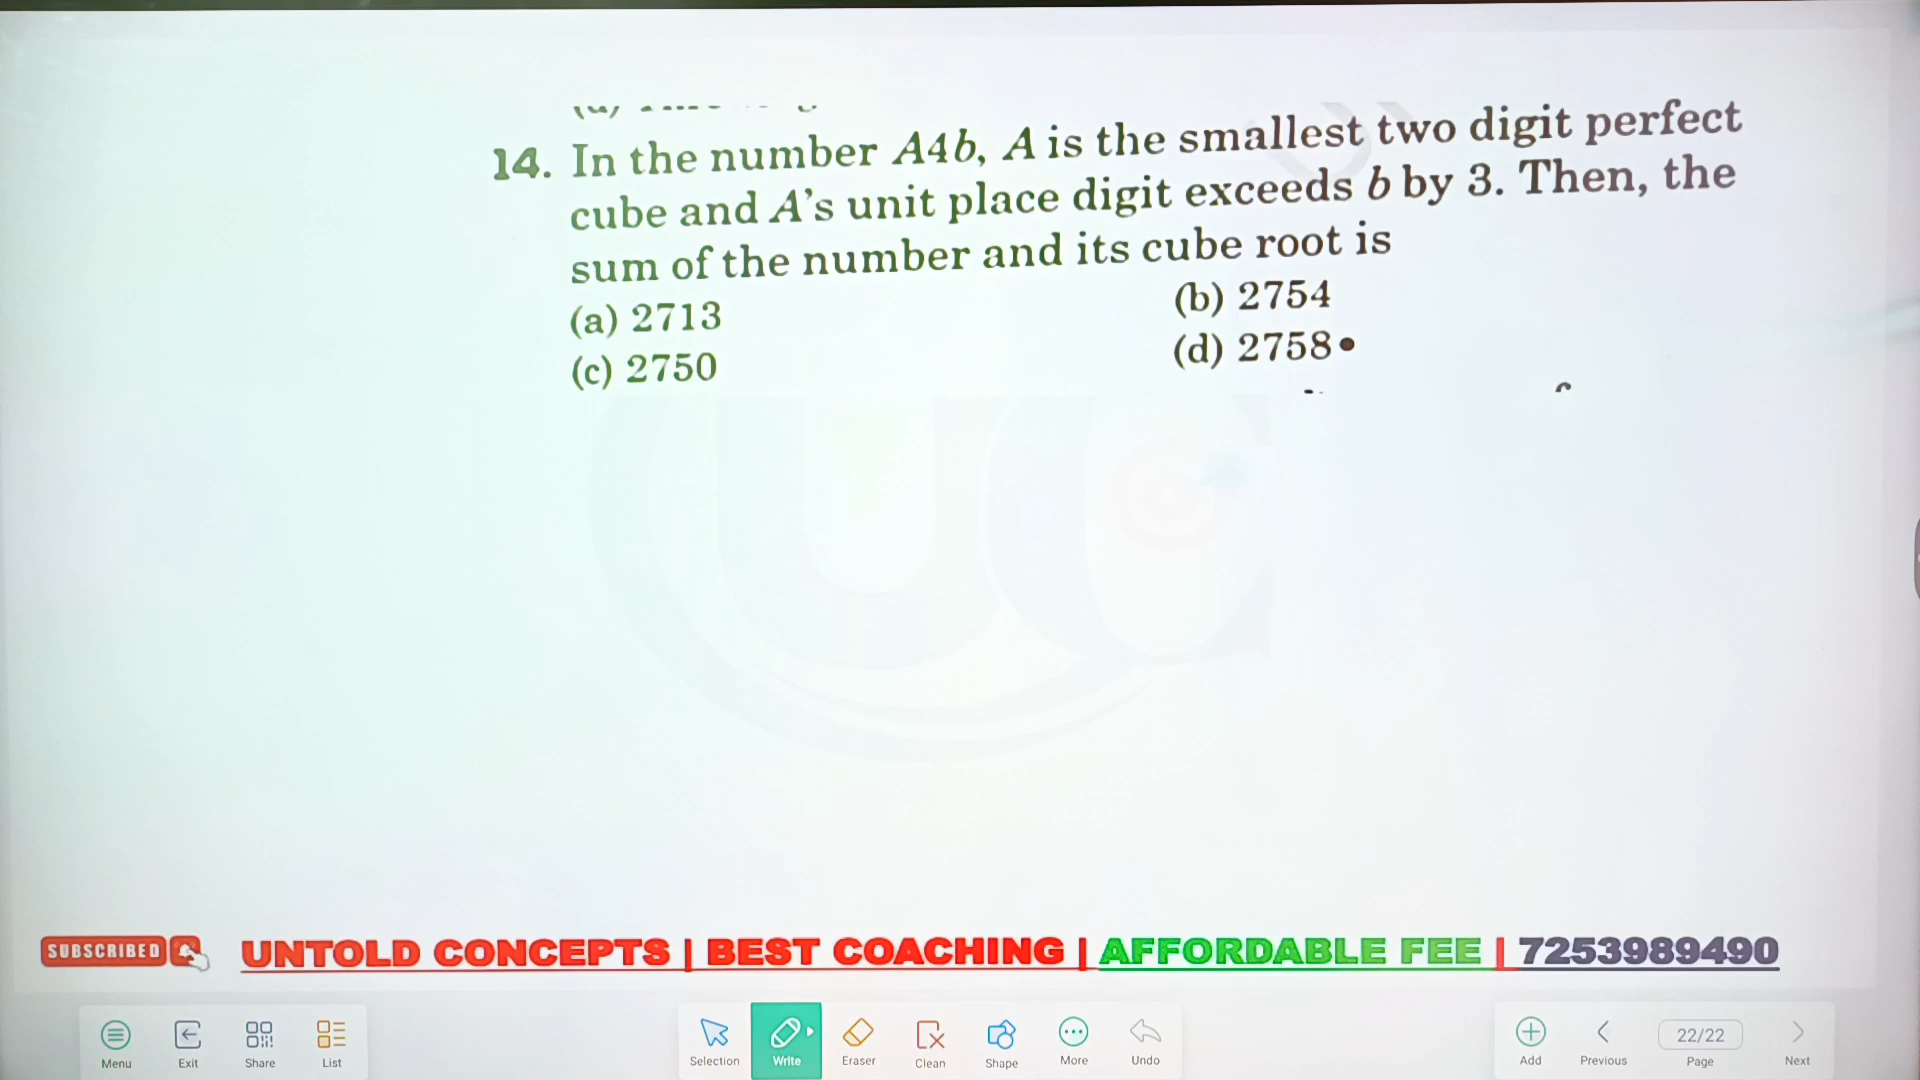 14. In the number A4b, A is the smallest two digit perfect
cube and A's unit place digit exceeds b by 3. Then, the
sum of the number and its cube root is
(a) 2713
(b) 2754
(c) 2750
(d) 2758
SUBSCRIBED
UNTOLD CONCEPTS | BEST COACHING | AFFORDABLE FEE | 7253989490
Menu
Exit
Share
List
Selection
Write
Eraser
Clean
Shape
More
Undo
Add
Previous
22/22
Page
Next